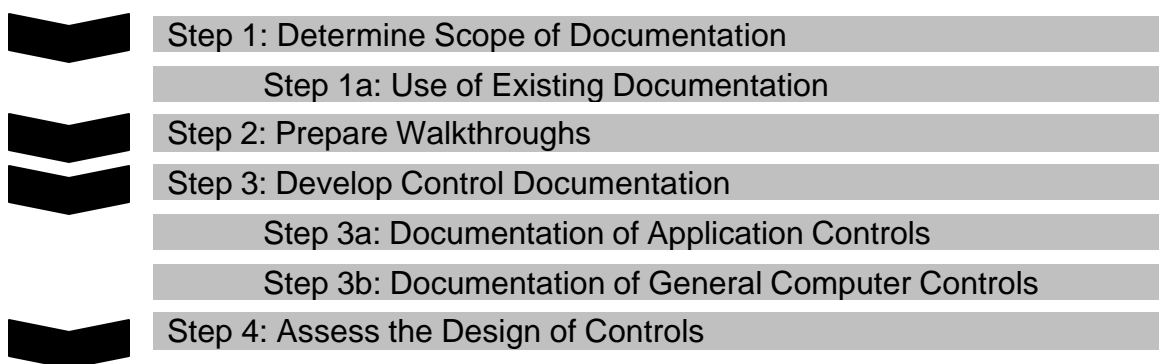 Step 1: Determine Scope of Documentation
Step 1a: Use of Existing Documentation
Step 2: Prepare Walkthroughs
Step 3: Develop Control Documentation
Step 3a: Documentation of Application Controls
Step 3b: Documentation of General Computer Controls
Step 4: Assess the Design of Controls